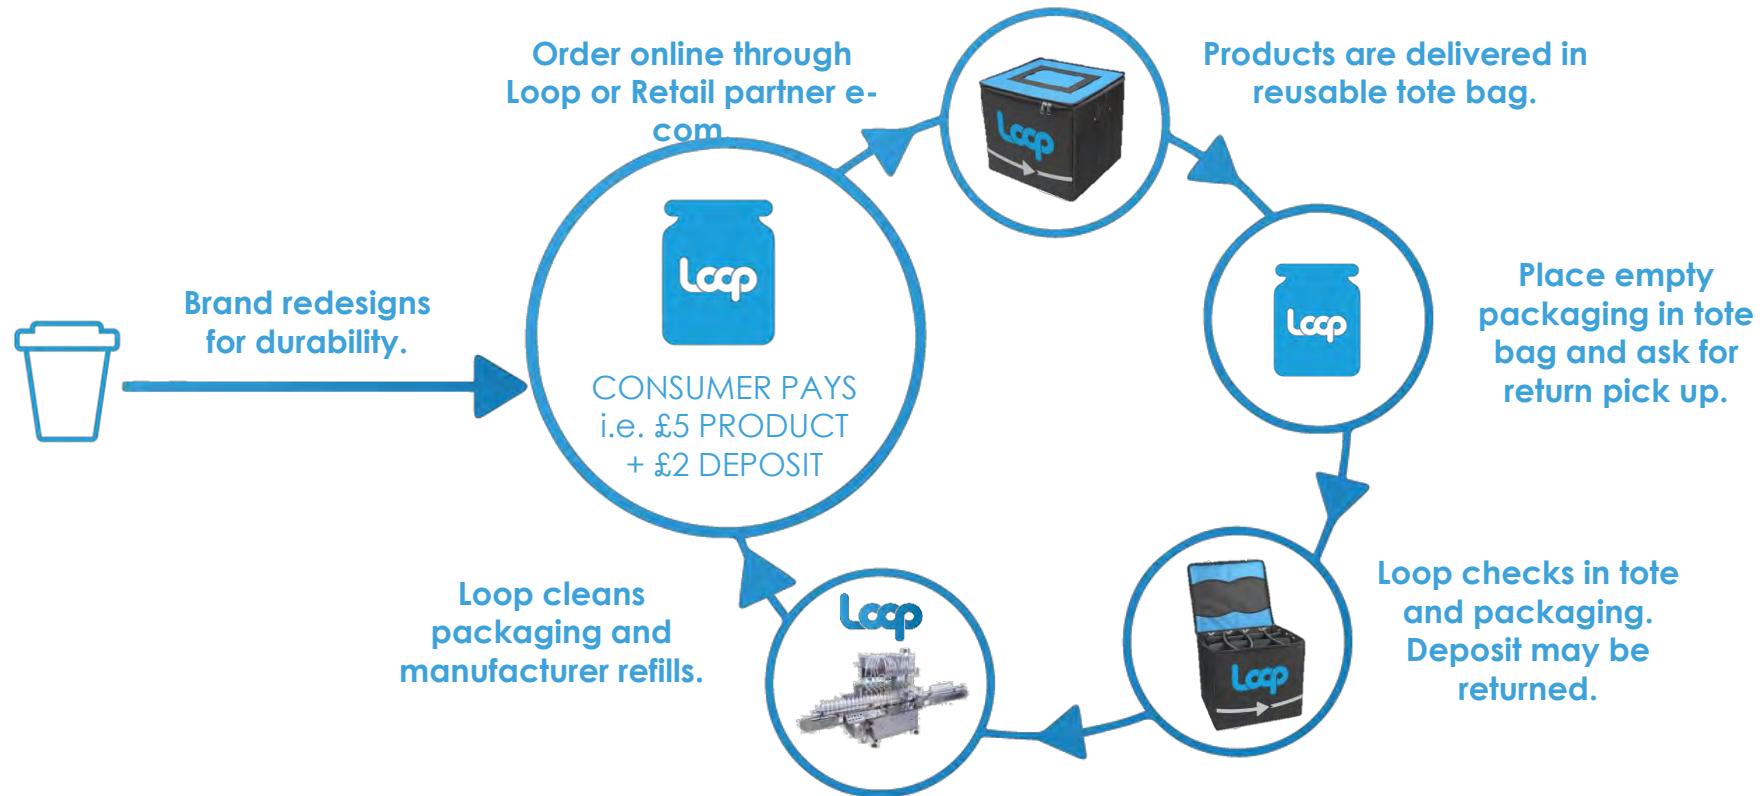 Order online through
Loop or Retail partner e-
com.
Products are delivered in
reusable tote bag.
Loop
Brand redesigns
for durability.
Loop
CONSUMER PAYS
i.e. £5 PRODUCT
+ £2 DEPOSIT
Loop
Place empty
packaging in tote
bag and ask for
return pick up.
Loop checks in tote
and packaging.
Deposit may be
returned.
Loop
Loop
Loop cleans
packaging and
manufacturer refills.